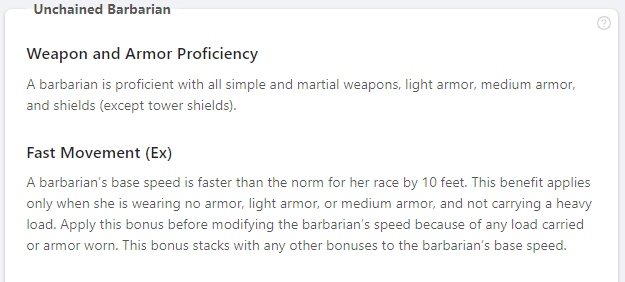 Unchained Barbarian
Weapon and Armor Proficiency
A barbarian is proficient with all simple and martial weapons, light armor, medium armor,
and shields (except tower shields).
Fast Movement (Ex)
A barbarian's base speed is faster than the norm for her race by 10 feet. This benefit applies
only when she is wearing no armor, light armor, or medium armor, and not carrying a heavy
load. Apply this bonus before modifying the barbarian's speed because of any load carried
or armor worn. This bonus stacks with any other bonuses to the barbarian's base speed.